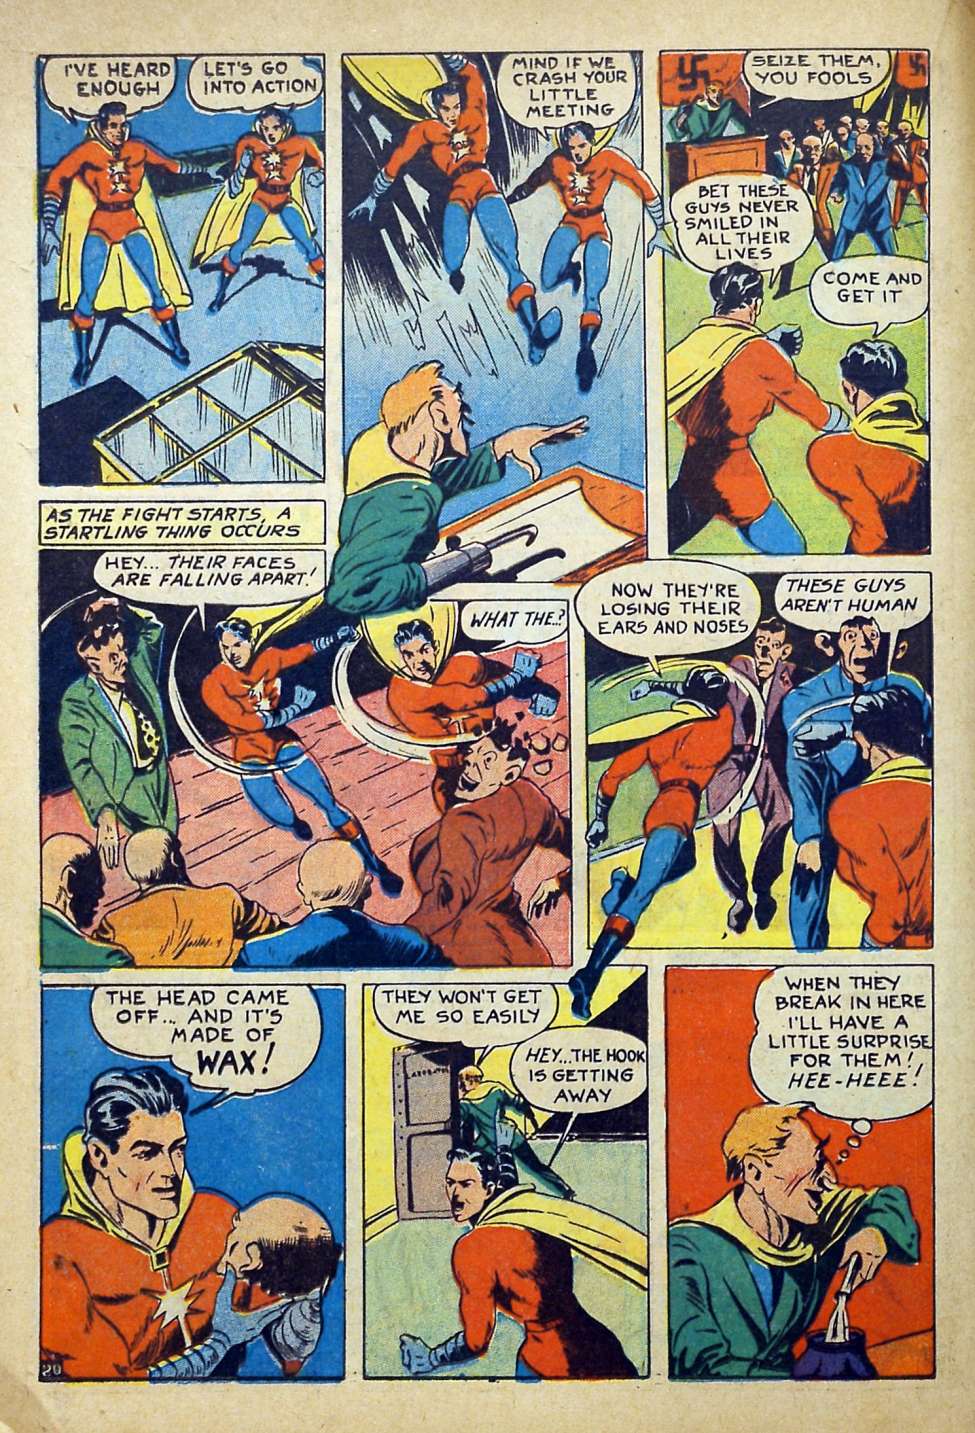 I'VE HEARD
ENOUGH
LET'S GO
INTO ACTION
MIND IF WE
CRASH YOUR
LITTLE
MEETING
SEIZE THEM,
YOU FOOLS
BET THESE
GUYS NEVER
SMILED IN
ALL THEIR
LIVES
COME AND
GET IT
AS THE FIGHT STARTS, A
STARTLING THING OCCURS
HEY... THEIR FACES
ARE FALLING APART!
WHAT THE..?
NOW THEY'RE
LOSING THEIR
EARS AND NOSES
THESE GUYS
AREN'T HUMAN
THE HEAD CAME
OFF... AND IT'S
MADE OF
WAX!
20
THEY WON'T GET
ME SO EASILY
HEY...THE HOOK
IS GETTING
AWAY
WHEN THEY
BREAK IN HERE
I'LL HAVE A
LITTLE SURPRISE
FOR THEM!
HEE-HEEE!